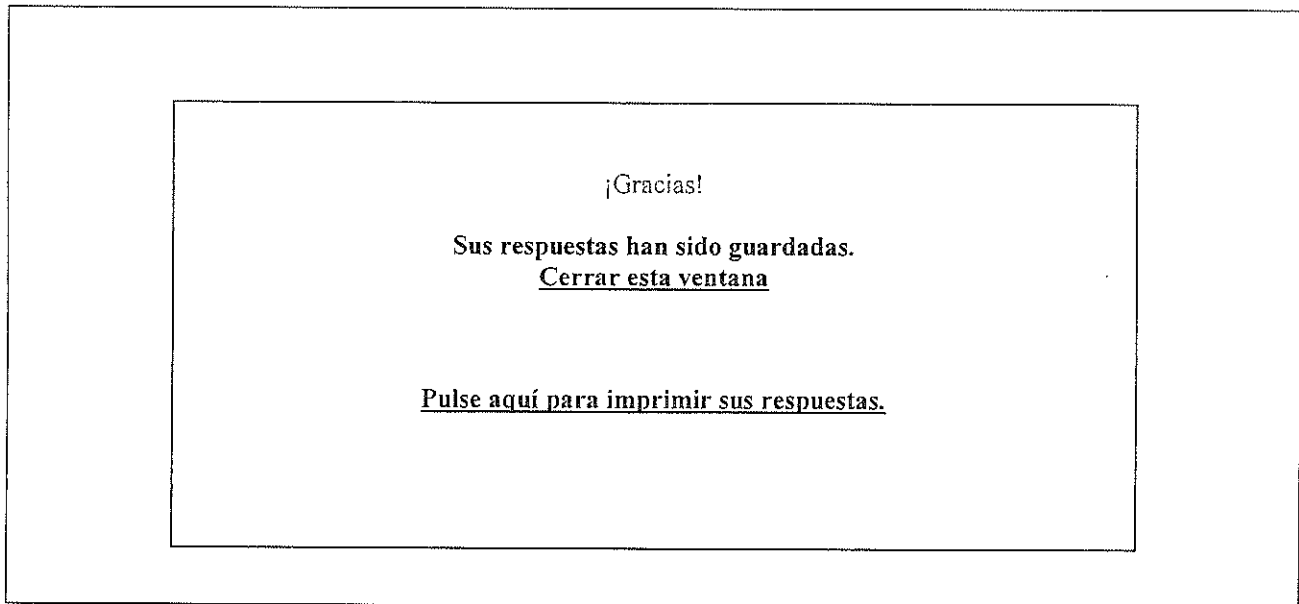 ¡Gracias!
Sus respuestas han sido guardadas.
Cerrar esta ventana
Pulse aquí para imprimir sus respuestas.